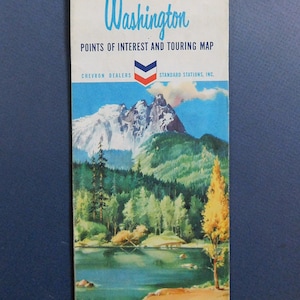 Washington
POINTS OF INTEREST AND TOURING MAP
CHEVRON DEALERS STANDARD STATIONS, INC.